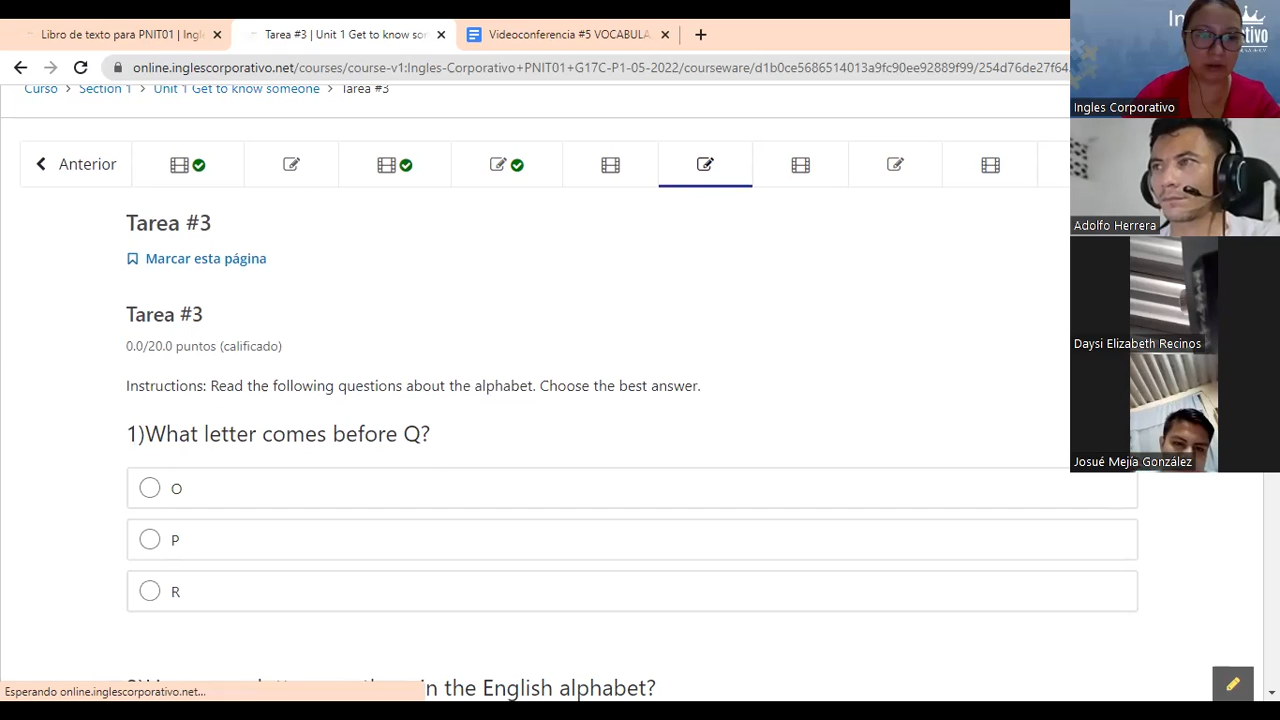 Libro de texto para PNIT01 | Ingl
Tarea #3 | Unit 1 Get to know so
Videoconferencia #5 VOCABULA
online.inglescorporativo.net/courses/course-v1:Ingles-Corporativo+PNIT01+G17C-P1-05-2022/courseware/d1b0ce5686514013a9fc90ee92889f99/254d76de27f64
Curso > Section 1 > Unit 1 Get to know someone > Tarea #3
Anterior
Tarea #3
Marcar esta página
Tarea #3
0.0/20.0 puntos (calificado)
Instructions: Read the following questions about the alphabet. Choose the best answer.
1)What letter comes before Q?
O
P
R
in the English alphabet?
Esperando online.inglescorporativo.net...
Ingles Corporativo
Adolfo Herrera
Daysi Elizabeth Recinos
Josué Mejía González